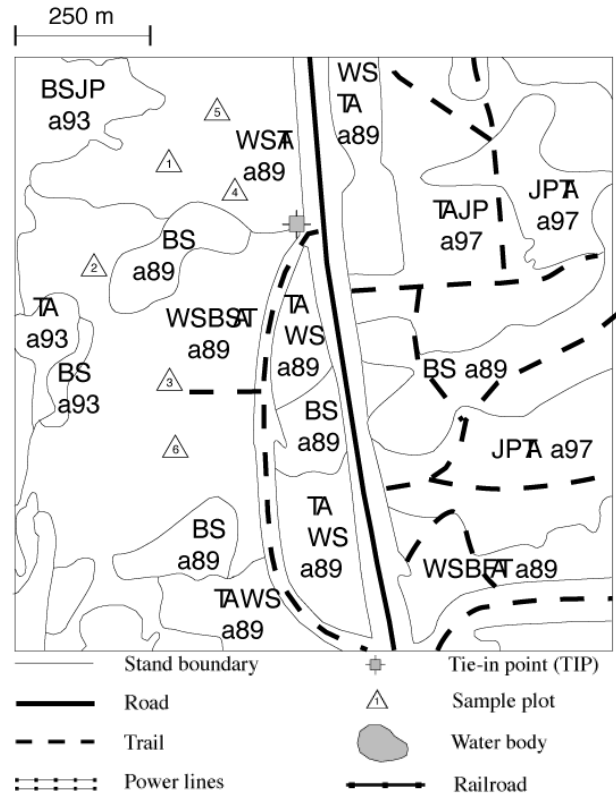 250 m
BSJP
a93
WS
TA
a89
5
WSTA
a89
1
4
JPTA
a97
TAJP
a97
BS
a89
2
TA
a93
WSBSTA
a89
TA
WS
a89
BS
a93
3
BS a89
BS
a89
6
JPTA a97
TA
WS
a89
BS
a89
WSBFTA a89
TAWS
a89
Stand boundary
Tie-in point (TIP)
Road
1
Sample plot
Trail
Water body
Power lines
Railroad